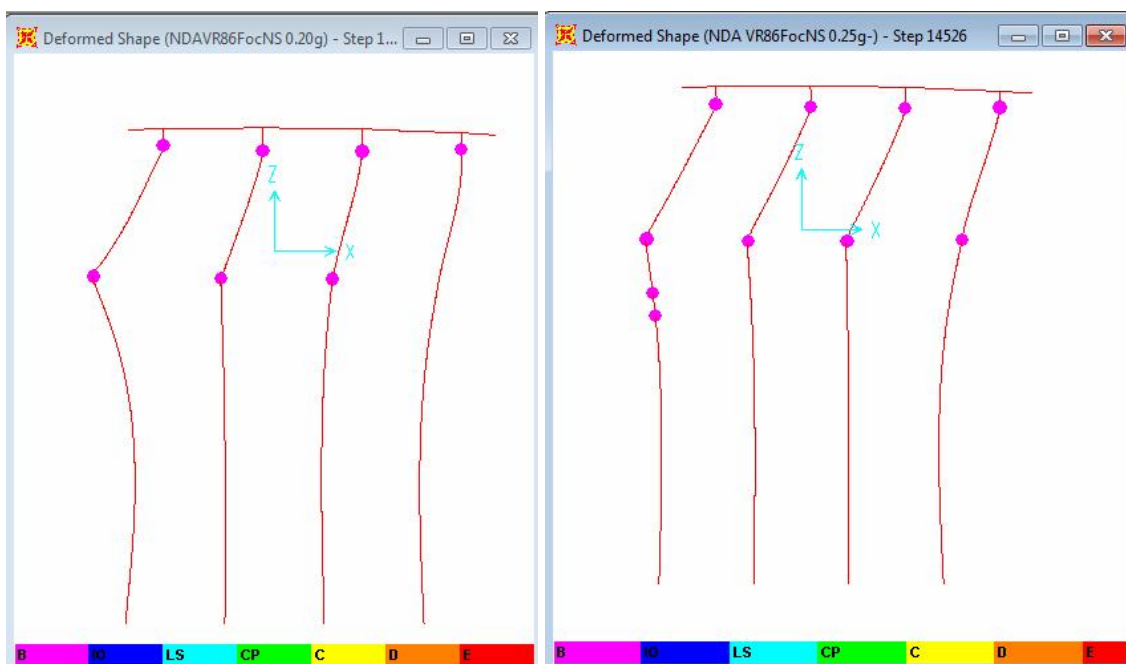 Deformed Shape (NDAVR86FocNS 0.20g) - Step 1...
Z
X
B IO LS CP C D E
Deformed Shape (NDA VR86FocNS 0.25g-) - Step 14526
Z
X
B IO LS CP C D E